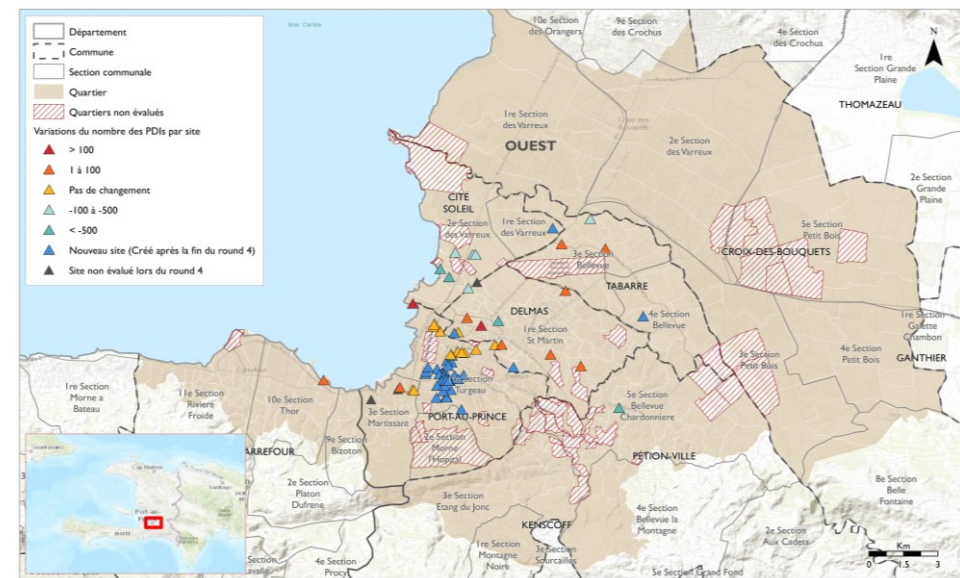 Département
Commune
Section communale
Quartier
Quartiers non évalués
Variations du nombre des PDIs par site
> 100
1 à 100
Pas de changement
-100 à -500
< -500
Nouveau site (Créé après la fin du round 4)
Site non évalué lors du round 4
10e Section
des Orangers
9e Section
des Crochus
4e Section
des Crochus
N
1re
Section Grande
Plaine
THOMAZEAU
1re Section
des Varreux
OUEST
2e Section
des Varreux
2e Section
Grande
Plaine
CITE
SOLEIL
2e Section
des Varreux
1re Section
des Varreux
5e Section
Petit Bois
CROIX-DES-BOUQUETS
3e Section
Bellevue
TABARRE
DELMAS
1re Section
St Martin
4e Section
Bellevue
1re Section
Galette
Chambon
GANTHIER
4e Section
Petit Bois
3e Section
Petit Bois
1re Section
Morne a
Bateau
11e Section
Rivière
Froide
10e Section
Thor
3e Section
Martissant
Turgeau
PORT-AU-PRINCE
5e Section
Bellevue
Chardonniere
2e Section
Morne
l'Hopital
9e Section
Bizoton
ARREFOUR
PETION-VILLE
2e Section
Platon
Dufrene
3e Section
Etang du Jonc
8e Section
Belle
Fontaine
4e Section
Bellevue la
Montagne
KENSCOFF
2e Section
Aux Cadets
1re Section
Montagne
Noire
3e Section
Sourcailles
4e Section
Procy
5e Section Grand Fond
Km
0 1.5 3